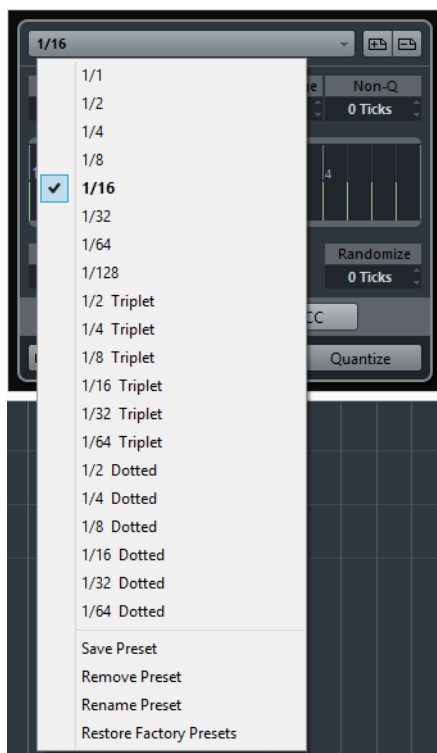 1/16
1/1
1/2
1/4
1/8
1/16
1/32
1/64
1/128
1/2 Triplet
1/4 Triplet
1/8 Triplet
1/16 Triplet
1/32 Triplet
1/64 Triplet
1/2 Dotted
1/4 Dotted
1/8 Dotted
1/16 Dotted
1/32 Dotted
1/64 Dotted
Save Preset
Remove Preset
Rename Preset
Restore Factory Presets
Non-Q
0 Ticks
4
Randomize
0 Ticks
CC
Quantize